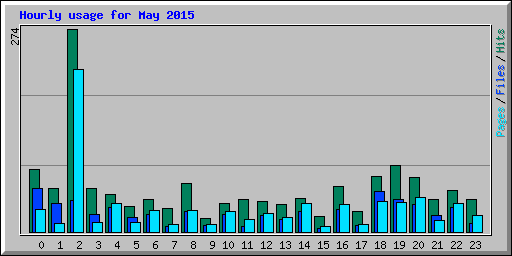 Hourly usage for May 2015
274
Pages/Files/Hits
0 1 2 3 4 5 6 7 8 9 10 11 12 13 14 15 16 17 18 19 20 21 22 23